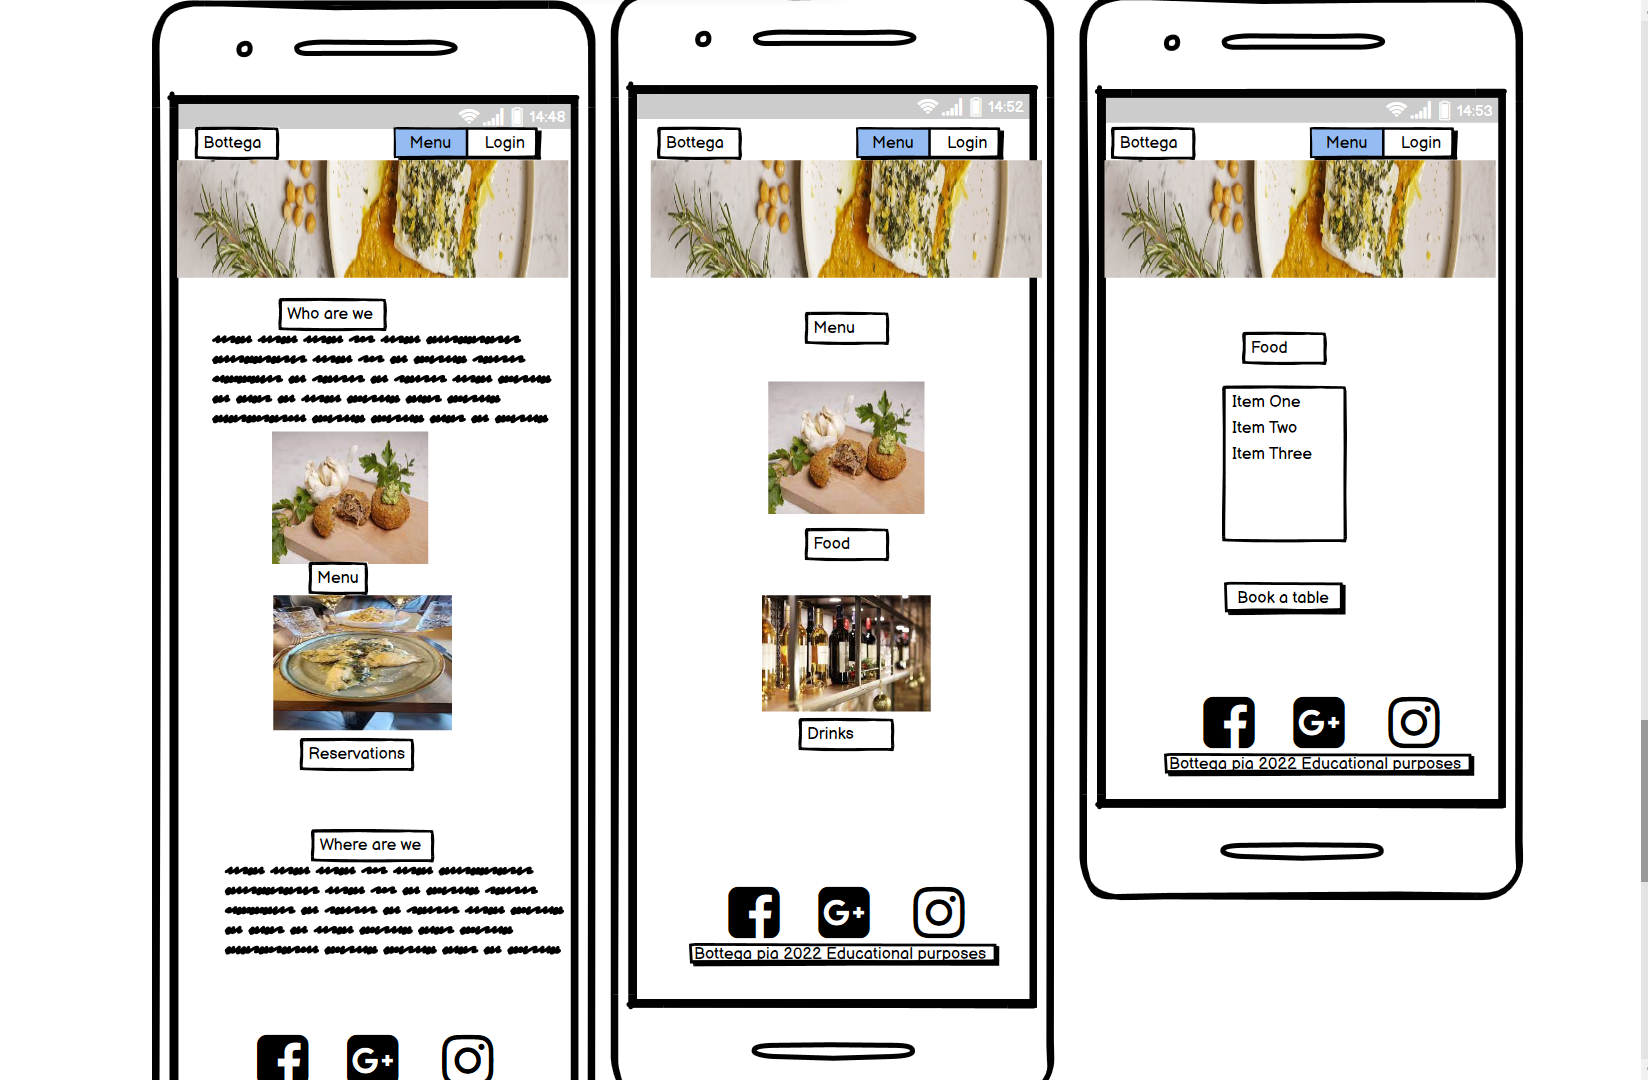 14:48
Bottega Menu Login
Who are we
Menu
Reservations
Where are we
G+
14:52
Bottega Menu Login
Menu
Food
Drinks
G+
Bottega pia 2022 Educational purposes
14:53
Bottega Menu Login
Food
Item One
Item Two
Item Three
Book a table
G+
Bottega pia 2022 Educational purposes